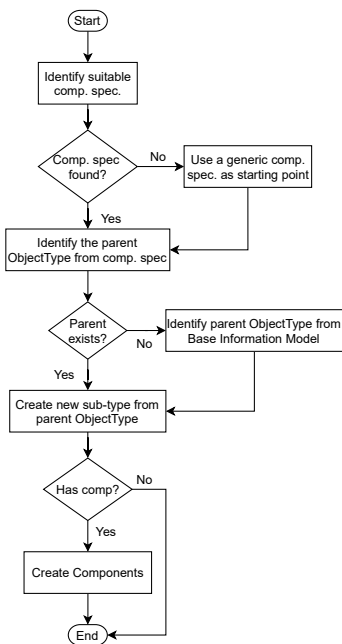 Start
Identify suitable
comp. spec.
Comp. spec
found?
No
Use a generic comp.
spec. as starting point
Yes
Identify the parent
ObjectType from comp. spec
Parent
exists?
No
Identify parent ObjectType from
Base Information Model
Yes
Create new sub-type from
parent ObjectType
Has comp?
No
Yes
Create Components
End